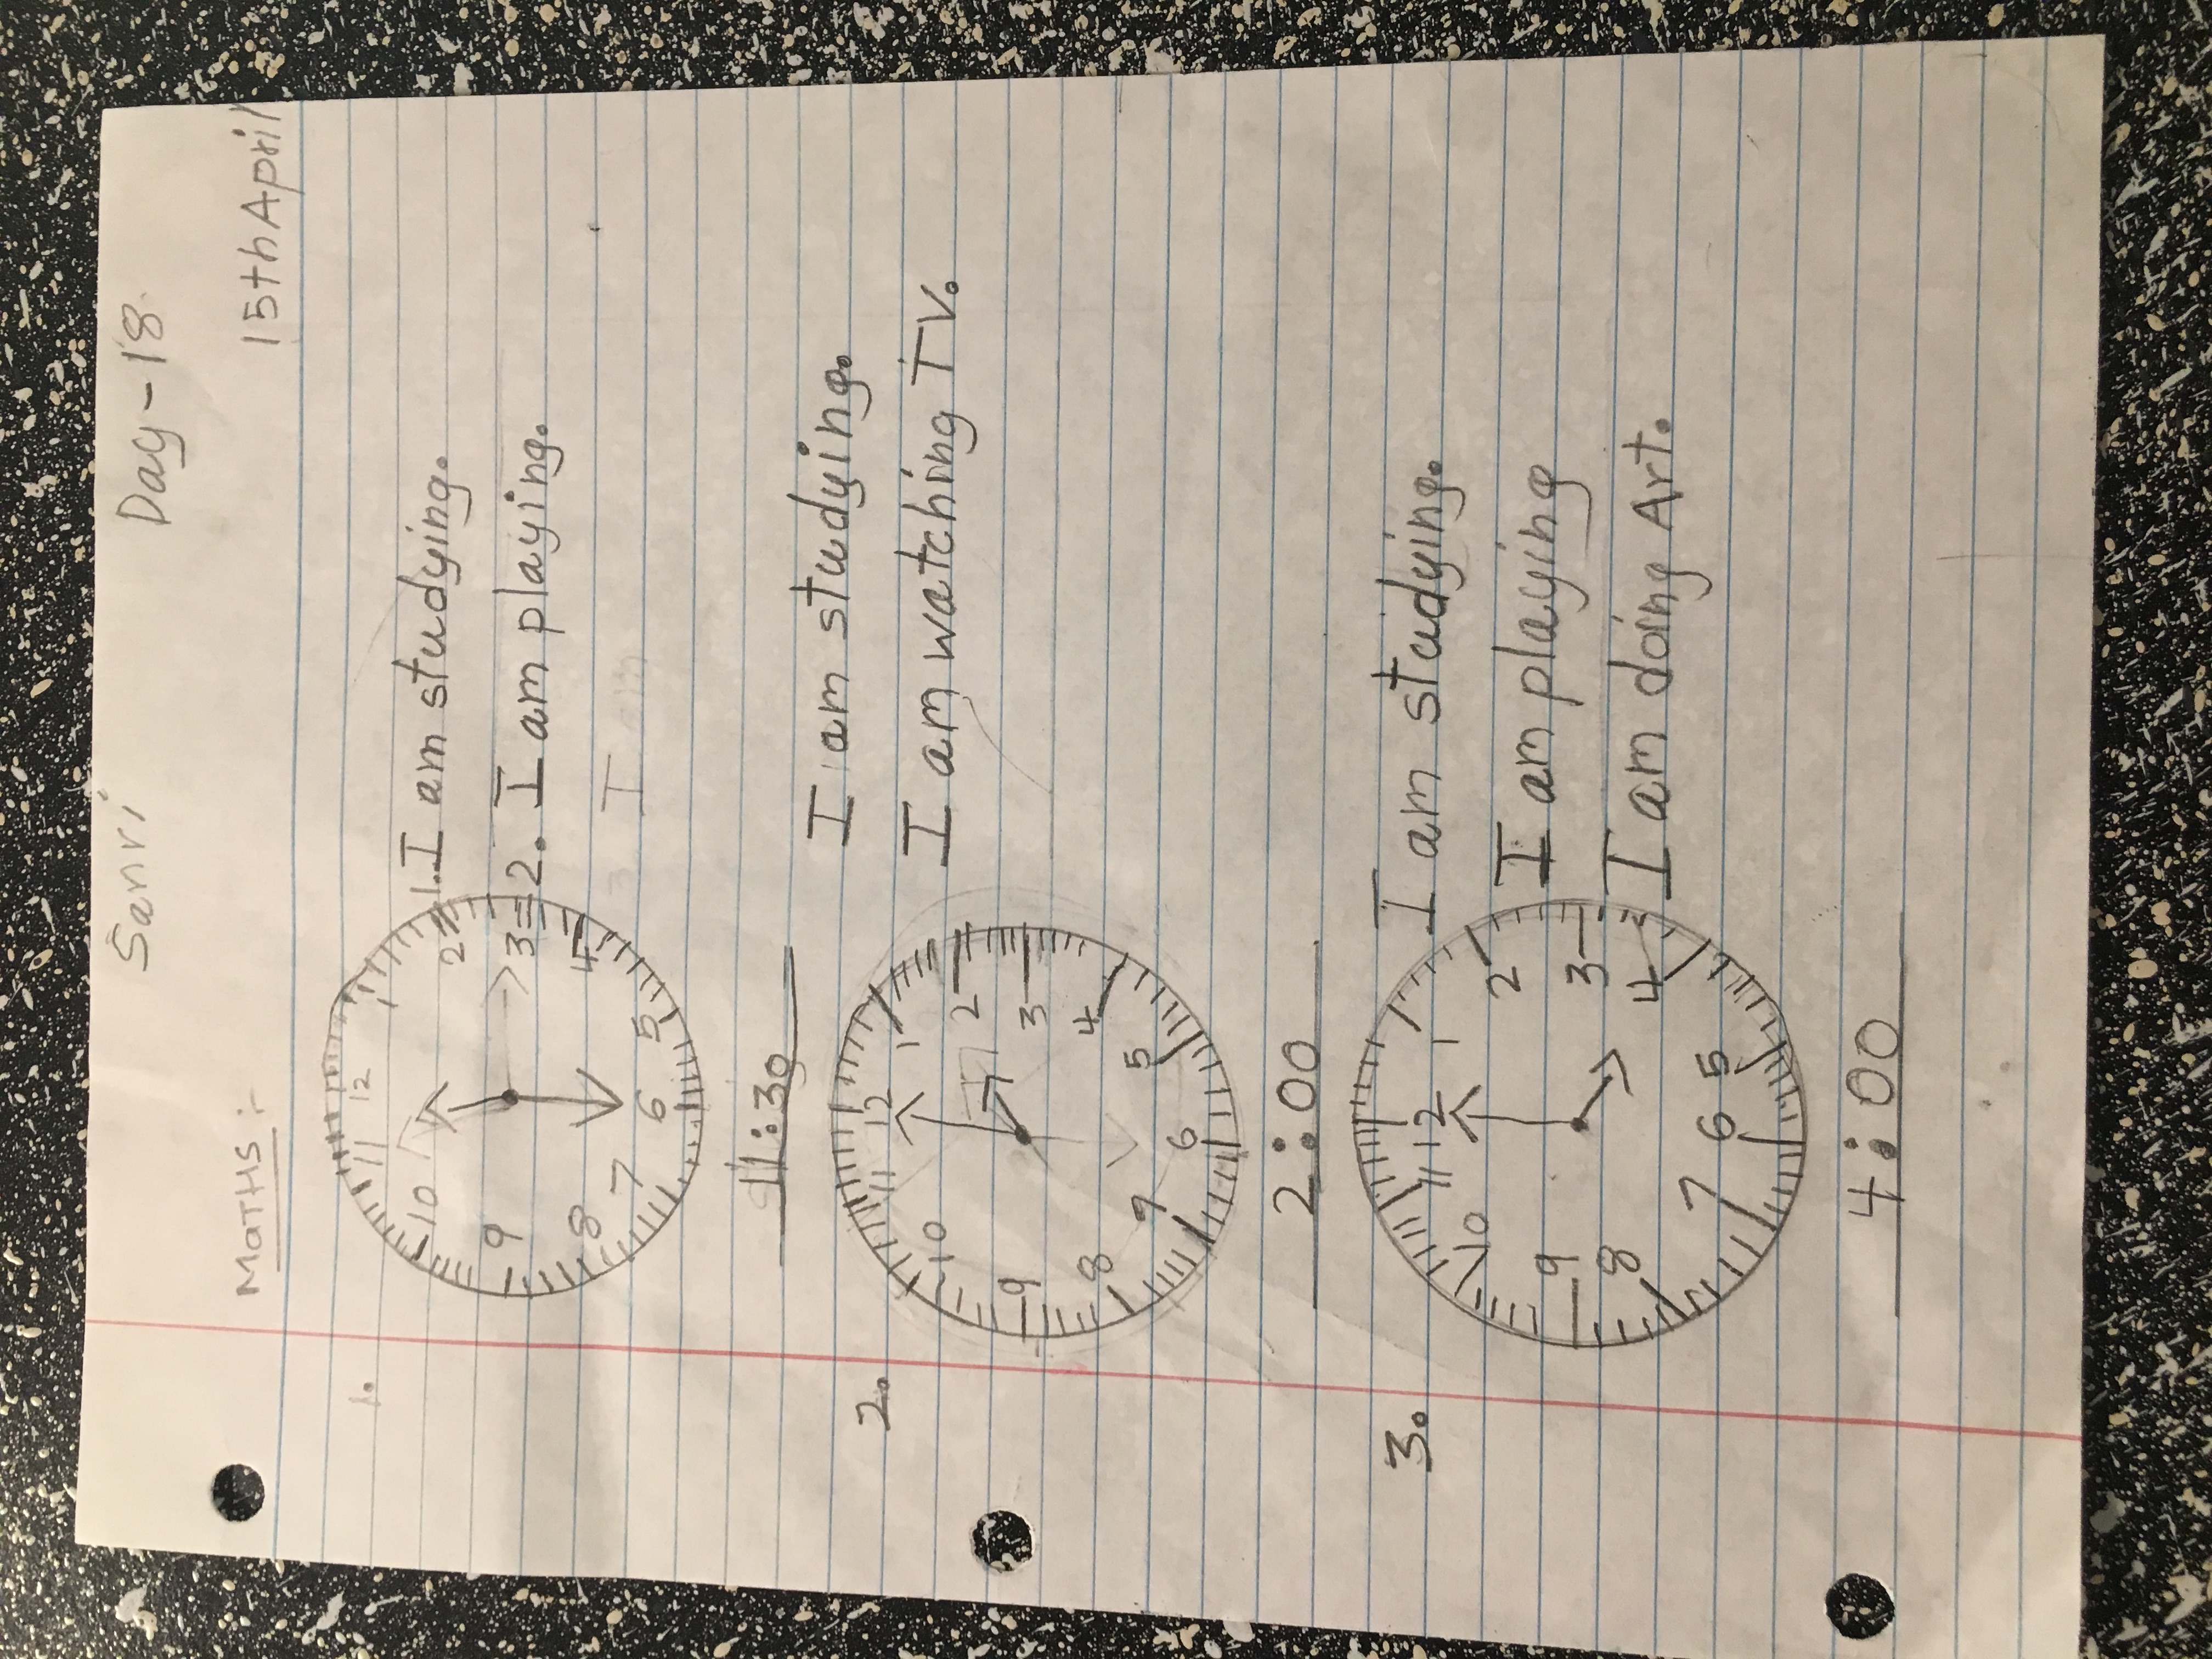 Sanri Day-18
MATHS :-
15th April
1.
11 12 1
10 2
9 3
8 4
7 6 5
1. I am studying.
2. I am playing.
I am
11:30
2.
11 12 1
10 2
9 3
8 4
7 6 5
I am studying.
I am watching TV.
2:00
3.
11 12 1
10 2
9 3
8 4
7 6 5
I am studying.
I am playing
I am doing Art.
4:00